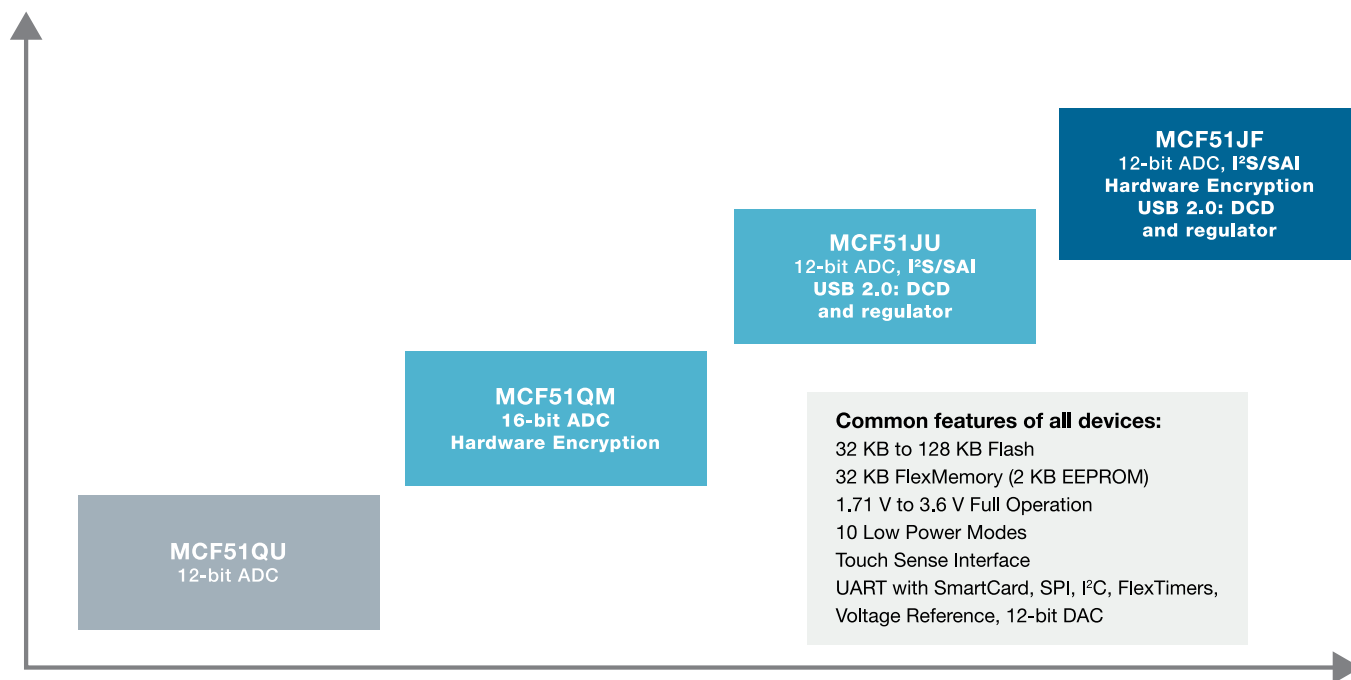 MCF51JF
12-bit ADC, I²S/SAI
Hardware Encryption
USB 2.0: DCD
and regulator
MCF51JU
12-bit ADC, I²S/SAI
USB 2.0: DCD
and regulator
MCF51QM
16-bit ADC
Hardware Encryption
MCF51QU
12-bit ADC
Common features of all devices:
32 KB to 128 KB Flash
32 KB FlexMemory (2 KB EEPROM)
1.71 V to 3.6 V Full Operation
10 Low Power Modes
Touch Sense Interface
UART with SmartCard, SPI, I²C, FlexTimers,
Voltage Reference, 12-bit DAC